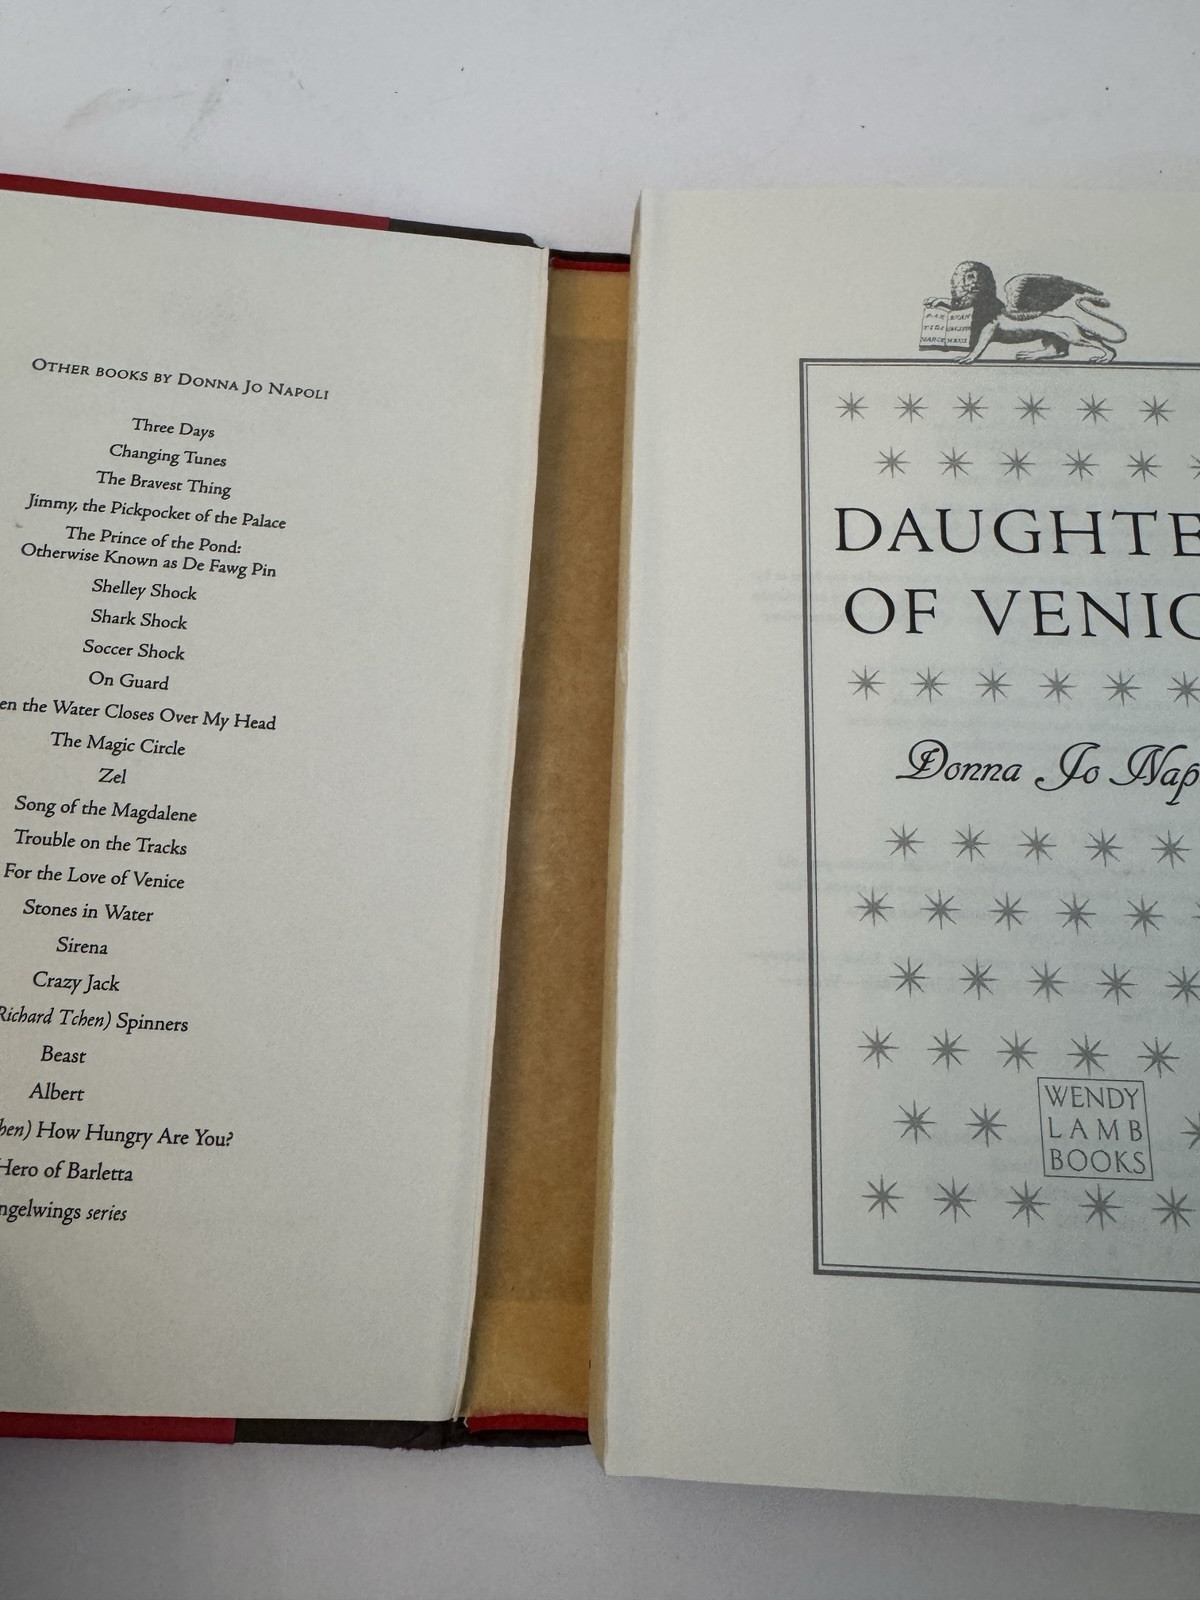 OTHER BOOKS BY DONNA JO NAPOLI
Three Days
Changing Tunes
The Bravest Thing
Jimmy, the Pickpocket of the Palace
The Prince of the Pond:
Otherwise Known as De Fawg Pin
Shelley Shock
Shark Shock
Soccer Shock
On Guard
en the Water Closes Over My Head
The Magic Circle
Zel
Song of the Magdalene
Trouble on the Tracks
For the Love of Venice
Stones in Water
Sirena
Crazy Jack
Richard Tchen) Spinners
Beast
Albert
hen) How Hungry Are You?
Hero of Barletta
ngelwings series
DAUGHTE
OF VENIC
Donna Jo Nap
WENDY
LAMB
BOOKS